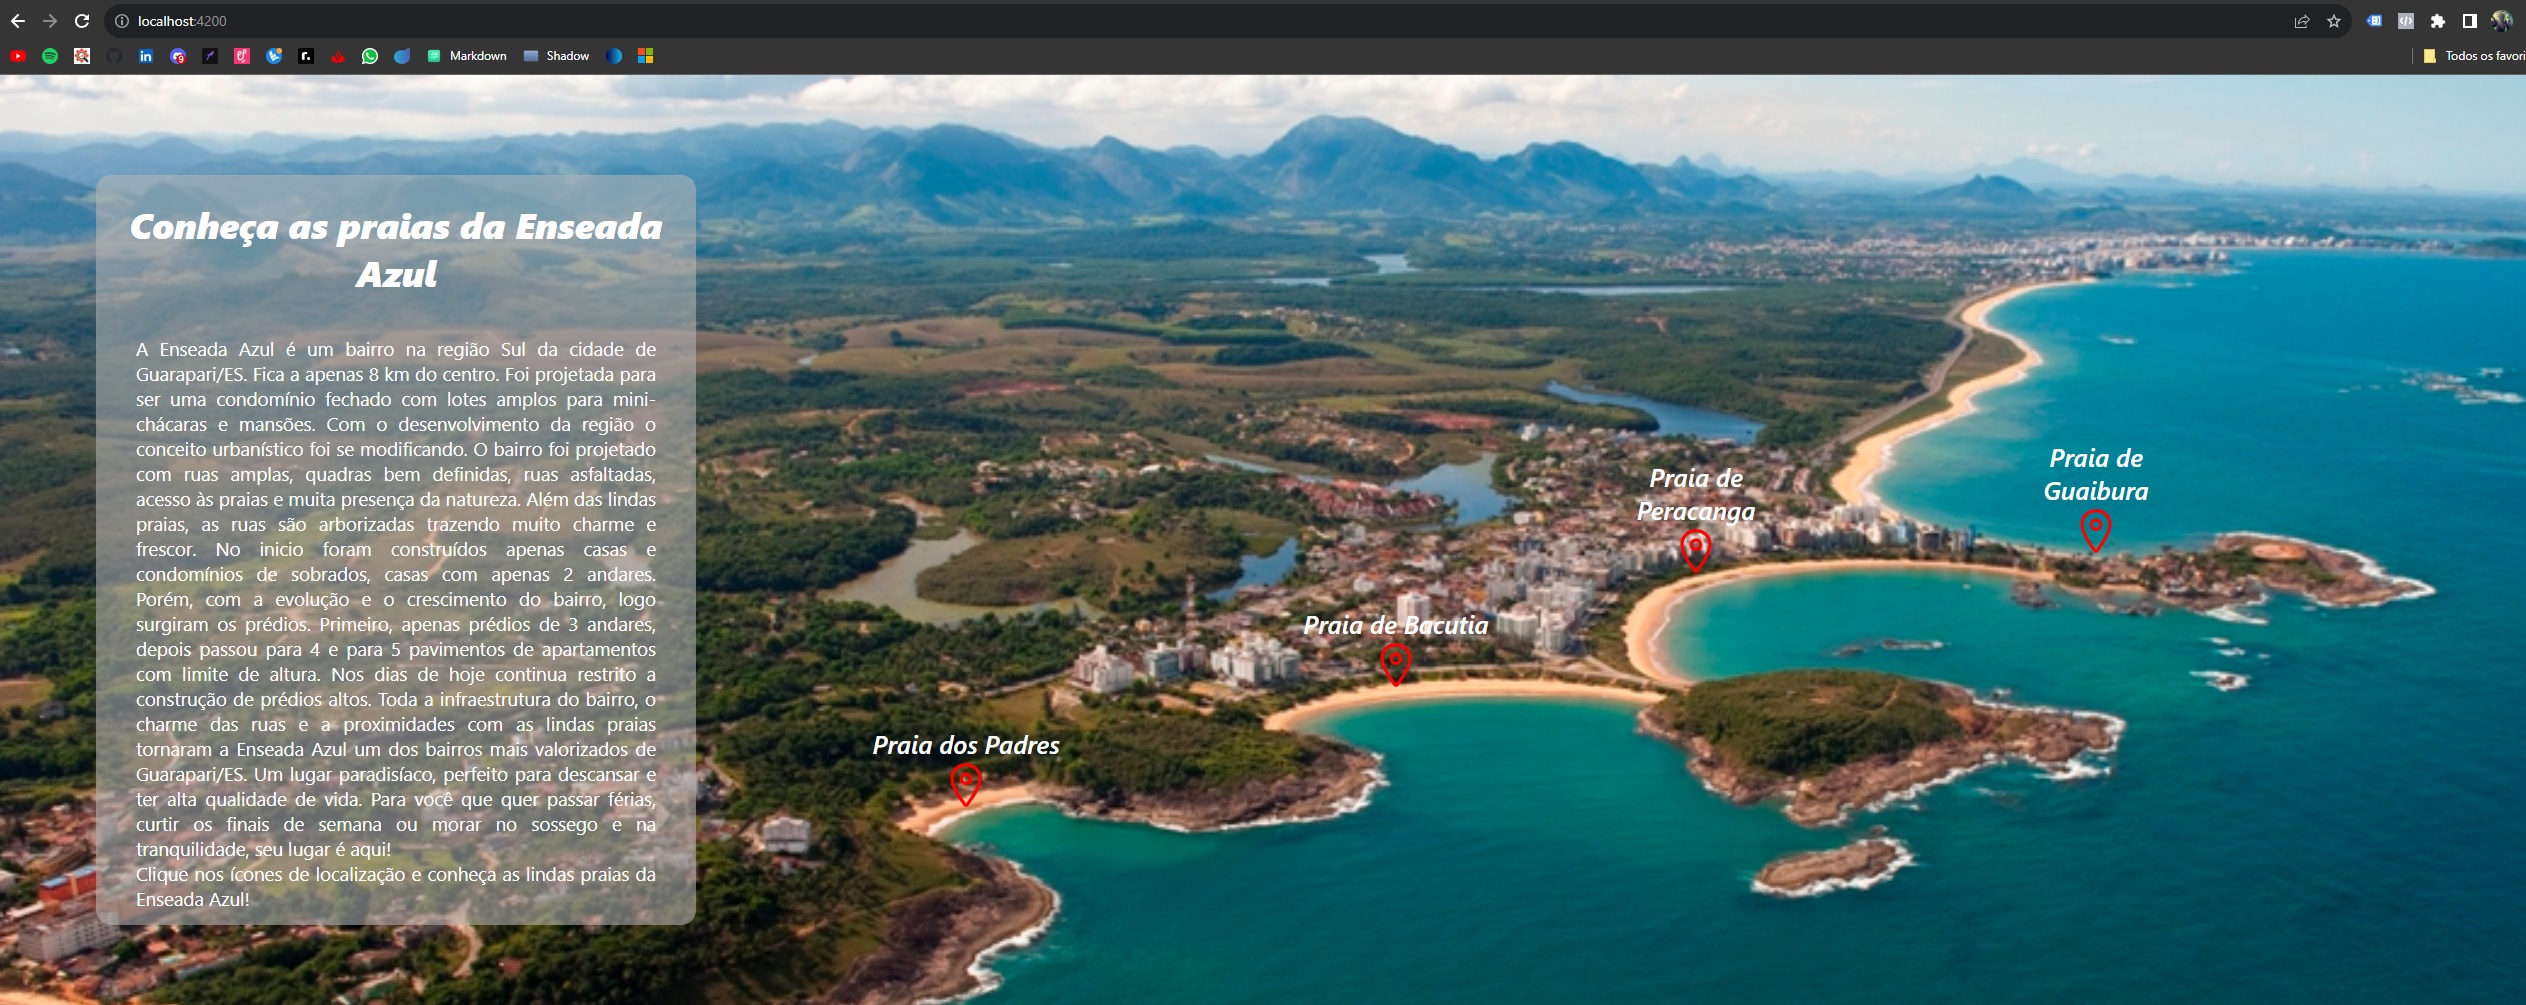 localhost:4200
Markdown
Shadow
Todos os favori
Conheça as praias da Enseada
Azul
A Enseada Azul é um bairro na região Sul da cidade de
Guarapari/ES. Fica a apenas 8 km do centro. Foi projetada para
ser uma condomínio fechado com lotes amplos para mini-
chácaras e mansões. Com o desenvolvimento da região o
conceito urbanístico foi se modificando. O bairro foi projetado
com ruas amplas, quadras bem definidas, ruas asfaltadas,
acesso às praias e muita presença da natureza. Além das lindas
praias, as ruas são arborizadas trazendo muito charme e
frescor. No inicio foram construídos apenas casas e
condomínios de sobrados, casas com apenas 2 andares.
Porém, com a evolução e o crescimento do bairro, logo
surgiram os prédios. Primeiro, apenas prédios de 3 andares,
depois passou para 4 e para 5 pavimentos de apartamentos
com limite de altura. Nos dias de hoje continua restrito a
construção de prédios altos. Toda a infraestrutura do bairro, o
charme das ruas e a proximidades com as lindas praias
tornaram a Enseada Azul um dos bairros mais valorizados de
Guarapari/ES. Um lugar paradisíaco, perfeito para descansar e
ter alta qualidade de vida. Para você que quer passar férias,
curtir os finais de semana ou morar no sossego e na
tranquilidade, seu lugar é aqui!
Clique nos ícones de localização e conheça as lindas praias da
Enseada Azul!
Praia de
Guaibura
Praia de
Peracanga
Praia de Bacutia
Praia dos Padres